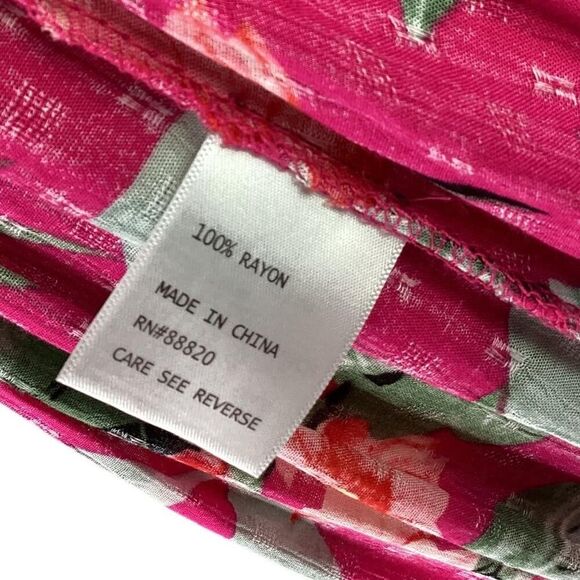 100% RAYON
MADE IN CHINA
RN#88820
CARE SEE REVERSE